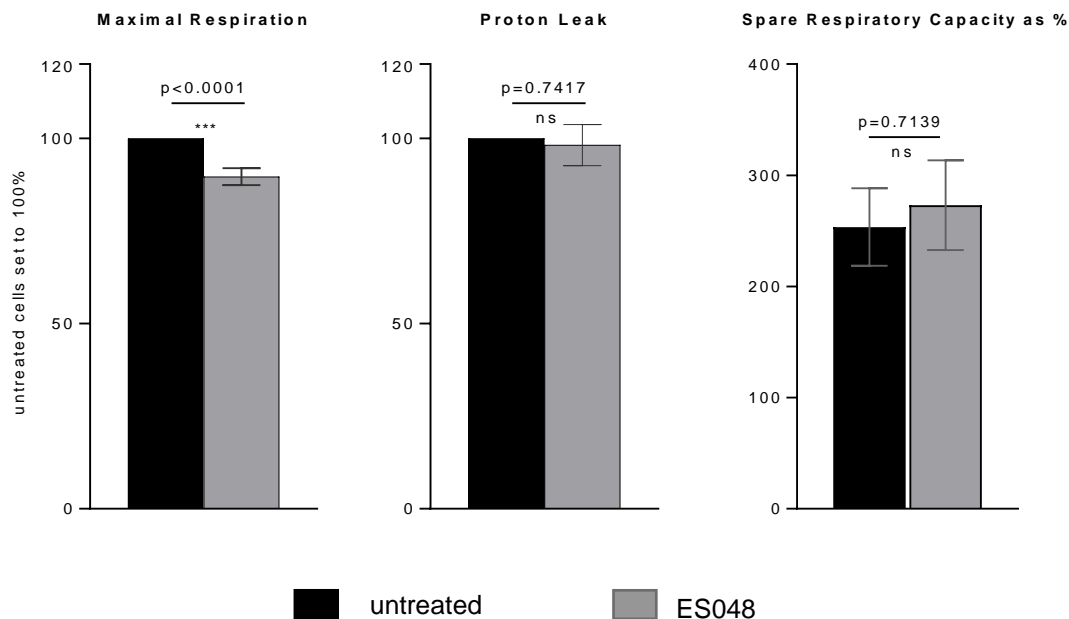 Maximal Respiration
Proton Leak
Spare Respiratory Capacity as %
untreated cells set to 100%
120
100
50
0
p<0.0001
***
120
100
50
0
p=0.7417
ns
400
300
200
100
0
p=0.7139
ns
untreated
ES048